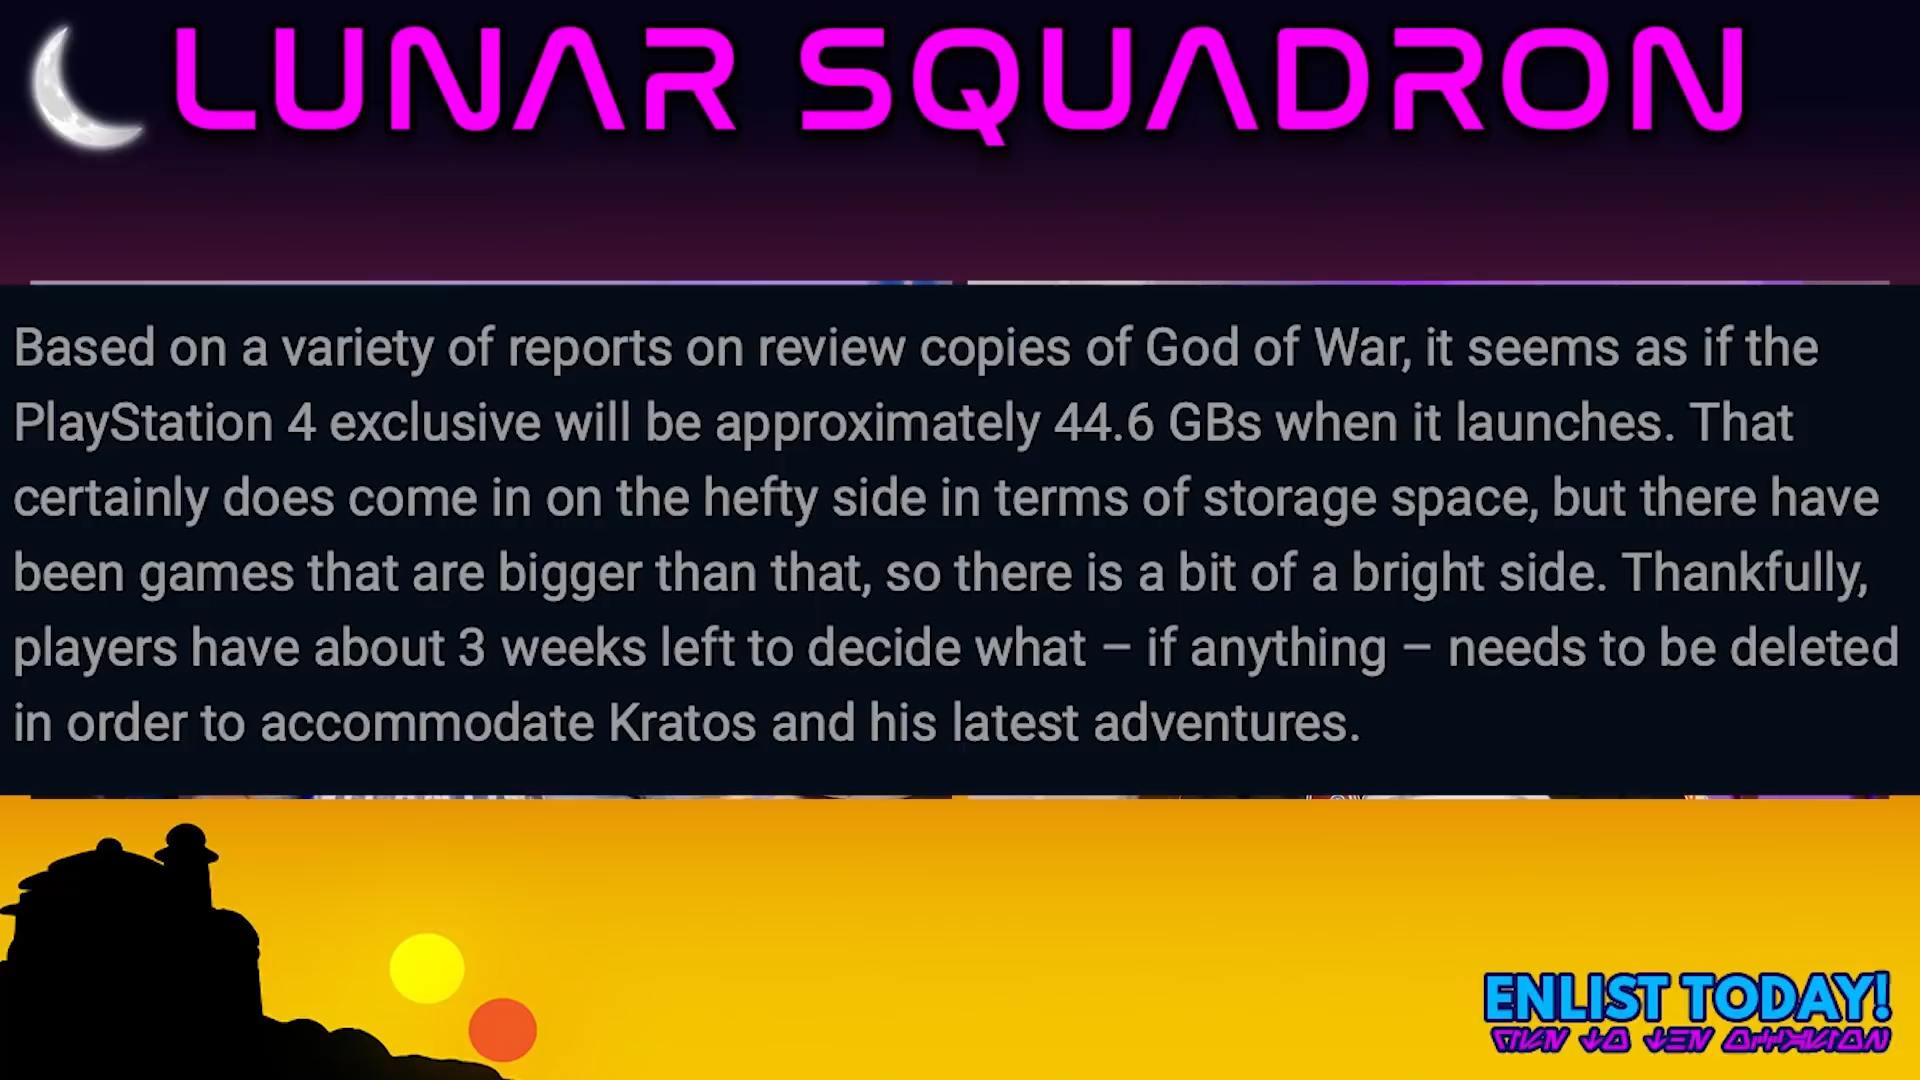 LUNAR SQUADRON
Based on a variety of reports on review copies of God of War, it seems as if the
PlayStation 4 exclusive will be approximately 44.6 GBs when it launches. That
certainly does come in on the hefty side in terms of storage space, but there have
been games that are bigger than that, so there is a bit of a bright side. Thankfully,
players have about 3 weeks left to decide what – if anything – needs to be deleted
in order to accommodate Kratos and his latest adventures.
ENLIST TODAY!